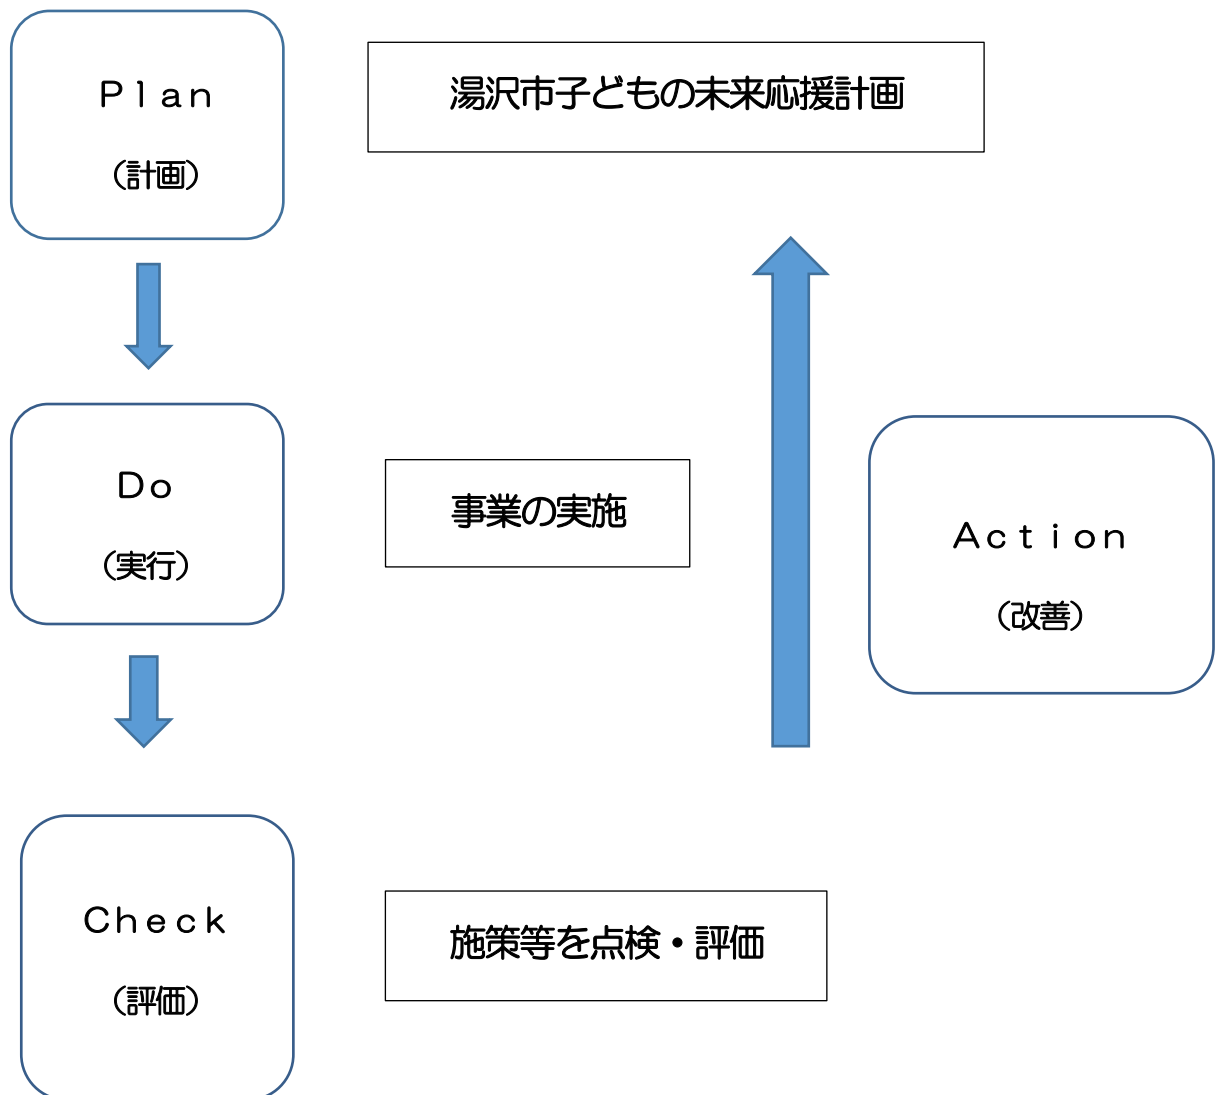 Ｐｌａｎ
（計画）
湯沢市子どもの未来応援計画
Ｄｏ
（実行）
事業の実施
Ａｃｔｉｏｎ
（改善）
Ｃｈｅｃｋ
（評価）
施策等を点検・評価